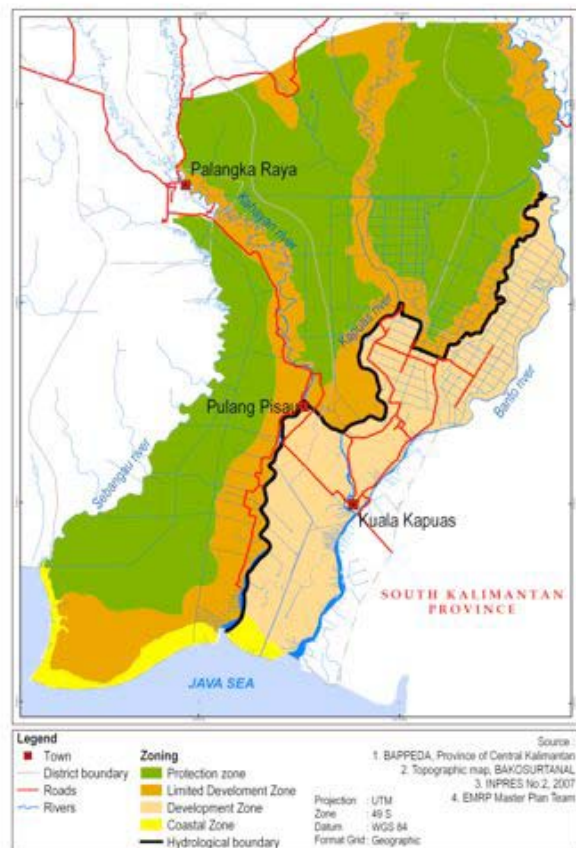 Palangka Raya
Kahayan river
Kapuas river
Barito river
Pulang Pisau
Sebangau river
Kuala Kapuas
SOUTH KALIMANTAN
PROVINCE
JAVA SEA
Legend
Town
District boundary
Roads
Rivers
Zoning
Protection zone
Limited Develoment Zone
Development Zone
Coastal Zone
Hydrological boundary
Projection : UTM
Zone : 49 S
Datum : WGS 84
Format Grid : Geographic
Source :
1. BAPPEDA, Province of Central Kalimantan
2. Topographic map, BAKOSURTANAL
3. INPRES No.2, 2007
4. EMRP Master Plan Team